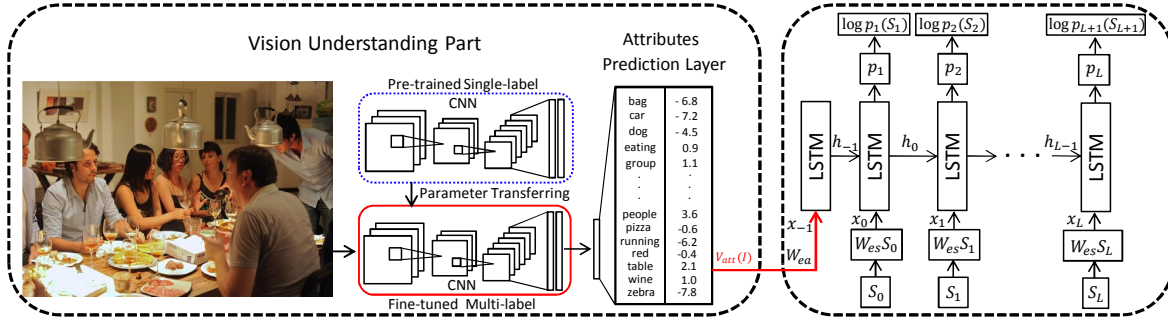 Vision Understanding Part
Attributes
Prediction Layer
Pre-trained Single-label
CNN
Parameter Transferring
CNN
Fine-tuned Multi-label
bag - 6.8
car - 7.2
dog - 4.5
eating 0.9
group 1.1
. .
. .
. .
people 3.6
pizza -0.6
running -6.2
red -0.4
table 2.1
wine 1.0
zebra -7.8
V_att(I)
W_ea
x_{-1}
log p_1(S_1) log p_2(S_2) log p_{L+1}(S_{L+1})
p_1 p_2 p_L
LSTM LSTM LSTM LSTM
h_{-1} h_0 · · · · h_{L-1}
x_0 x_1 x_L
W_es S_0 W_es S_1 W_es S_L
S_0 S_1 S_L